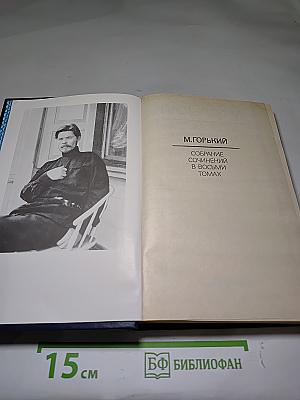 М.ГОРЬКИЙ
СОБРАНИЕ
СОЧИНЕНИЙ
В ВОСЬМИ
ТОМАХ
15 см
БФ БИБЛИОФАН